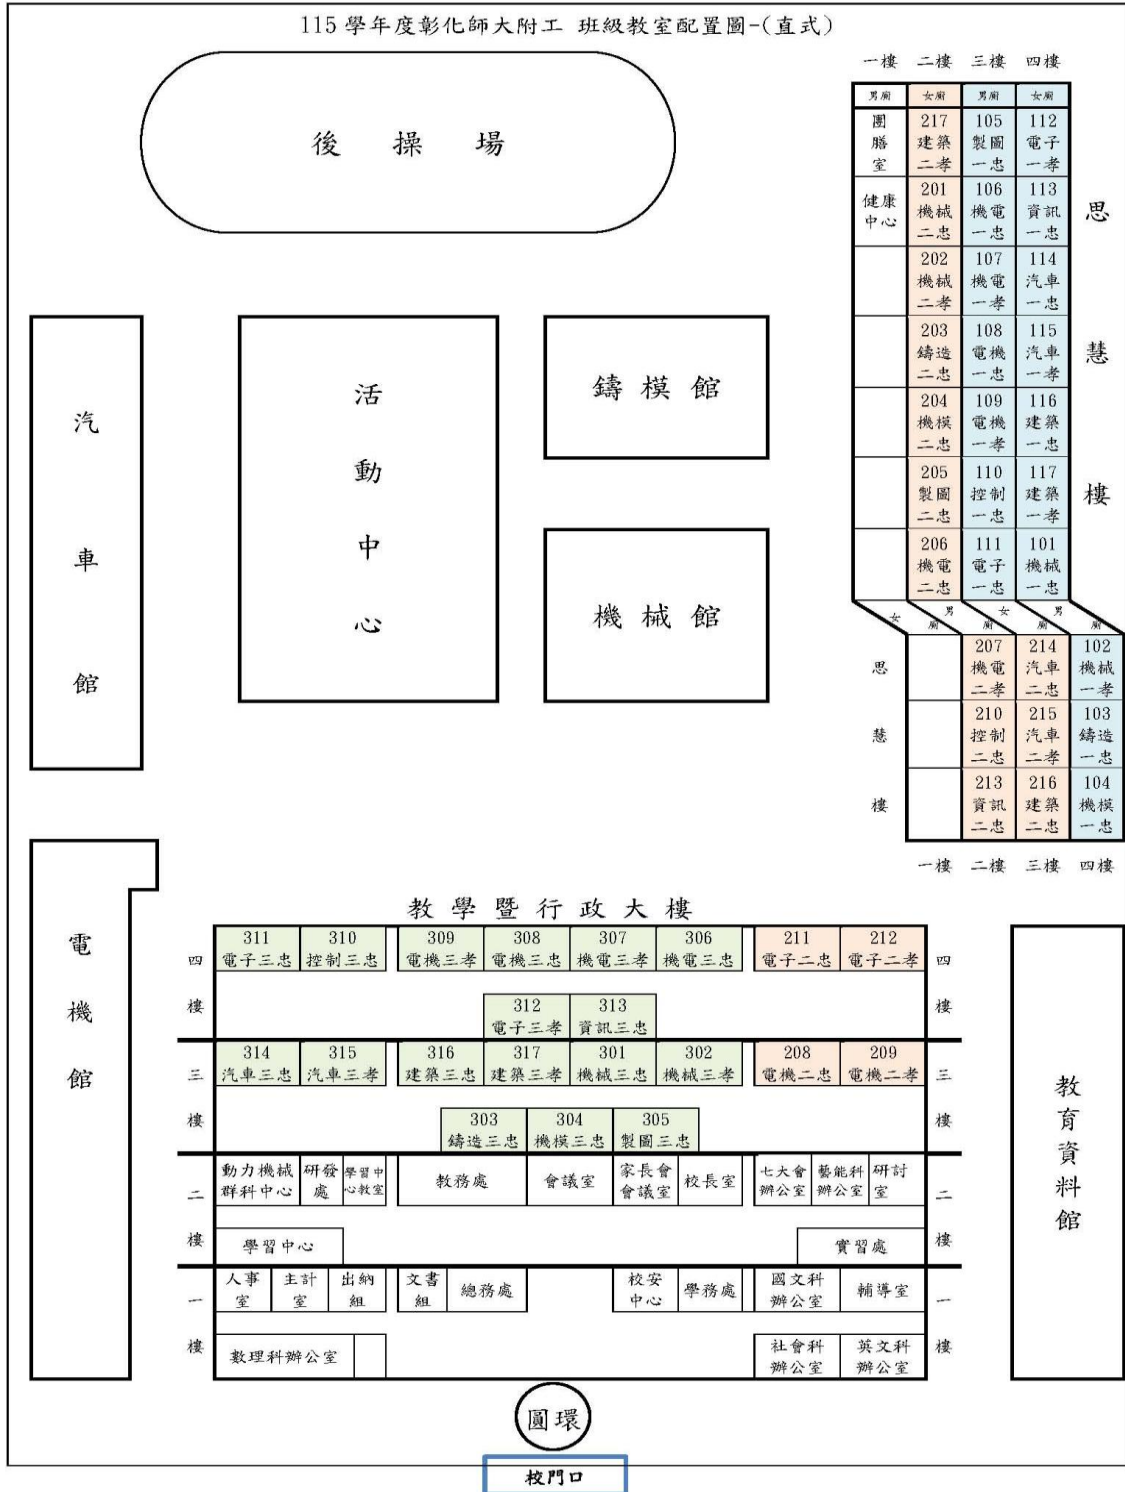 115 學年度彰化師大附工 班級教室配置圖-(直式)
一樓 二樓 三樓 四樓
男廁 女廁 男廁 女廁
後操場
團膳室
217 建築二孝
105 製圖一忠
112 電子一孝
健康中心
201 機械二忠
106 機電一忠
113 資訊一忠
202 機械二孝
107 機電一孝
114 汽車一忠
203 鑄造二忠
108 電機一忠
115 汽車一孝
204 機模二忠
109 電機一孝
116 建築一忠
205 製圖二忠
110 控制一忠
117 建築一孝
206 機電二忠
111 電子一忠
101 機械一忠
思慧樓
汽車館
活動中心
鑄模館
機械館
女廁 男廁 女廁 男
207 機電二孝
214 汽車二忠
102 機械一孝
210 控制二忠
215 汽車二孝
103 鑄造一忠
213 資訊二忠
216 建築二忠
104 機模一忠
思慧樓
一樓 二樓 三樓 四樓
電機館
教學暨行政大樓
四樓
311 310 309 308 307 306 211 212
電子三忠 控制三忠 電機三孝 電機三忠 機電三孝 機電三忠 電子二忠 電子二孝
312 313
電子三孝 資訊三忠
四樓
三樓
314 315 316 317 301 302 208 209
汽車三忠 汽車三孝 建築三忠 建築三孝 機械三忠 機械三孝 電機二忠 電機二孝
303 304 305
鑄造三忠 機模三忠 製圖三忠
三樓
二樓
動力機械群科中心 研發處 學習中心教室 教務處 會議室 家長會會議室 校長室 七大會辦公室 藝能科辦公室 研討室
學習中心 實習處
二樓
一樓
人事室 主計室 出納組 文書組 總務處 校安中心 學務處 國文科辦公室 輔導室
數理科辦公室 社會科辦公室 英文科辦公室
一樓
教育資料館
圓環
校門口